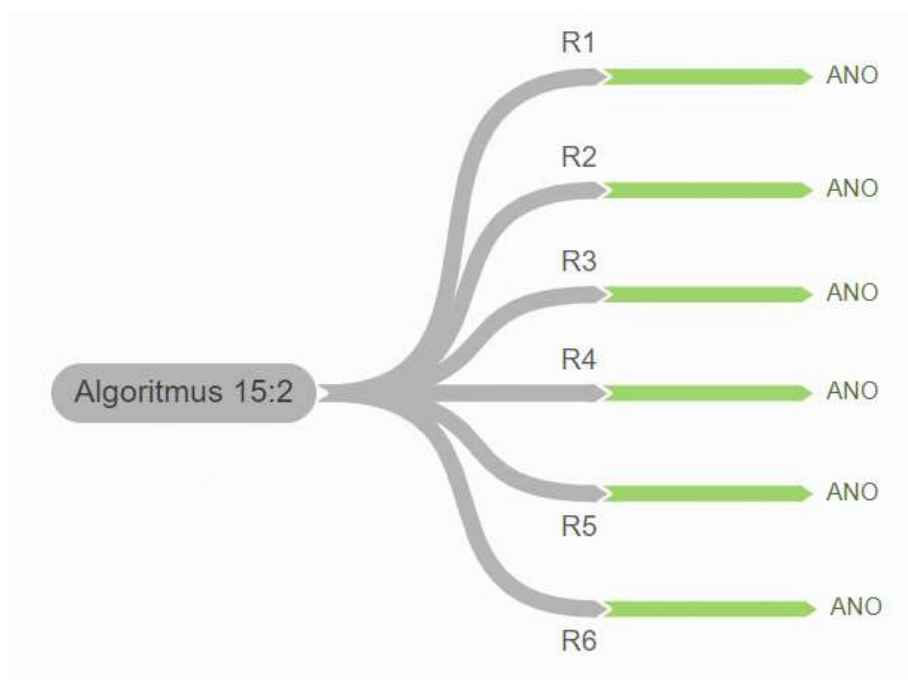 R1
ANO
R2
ANO
R3
ANO
Algoritmus 15:2
R4
ANO
R5
ANO
R6
ANO